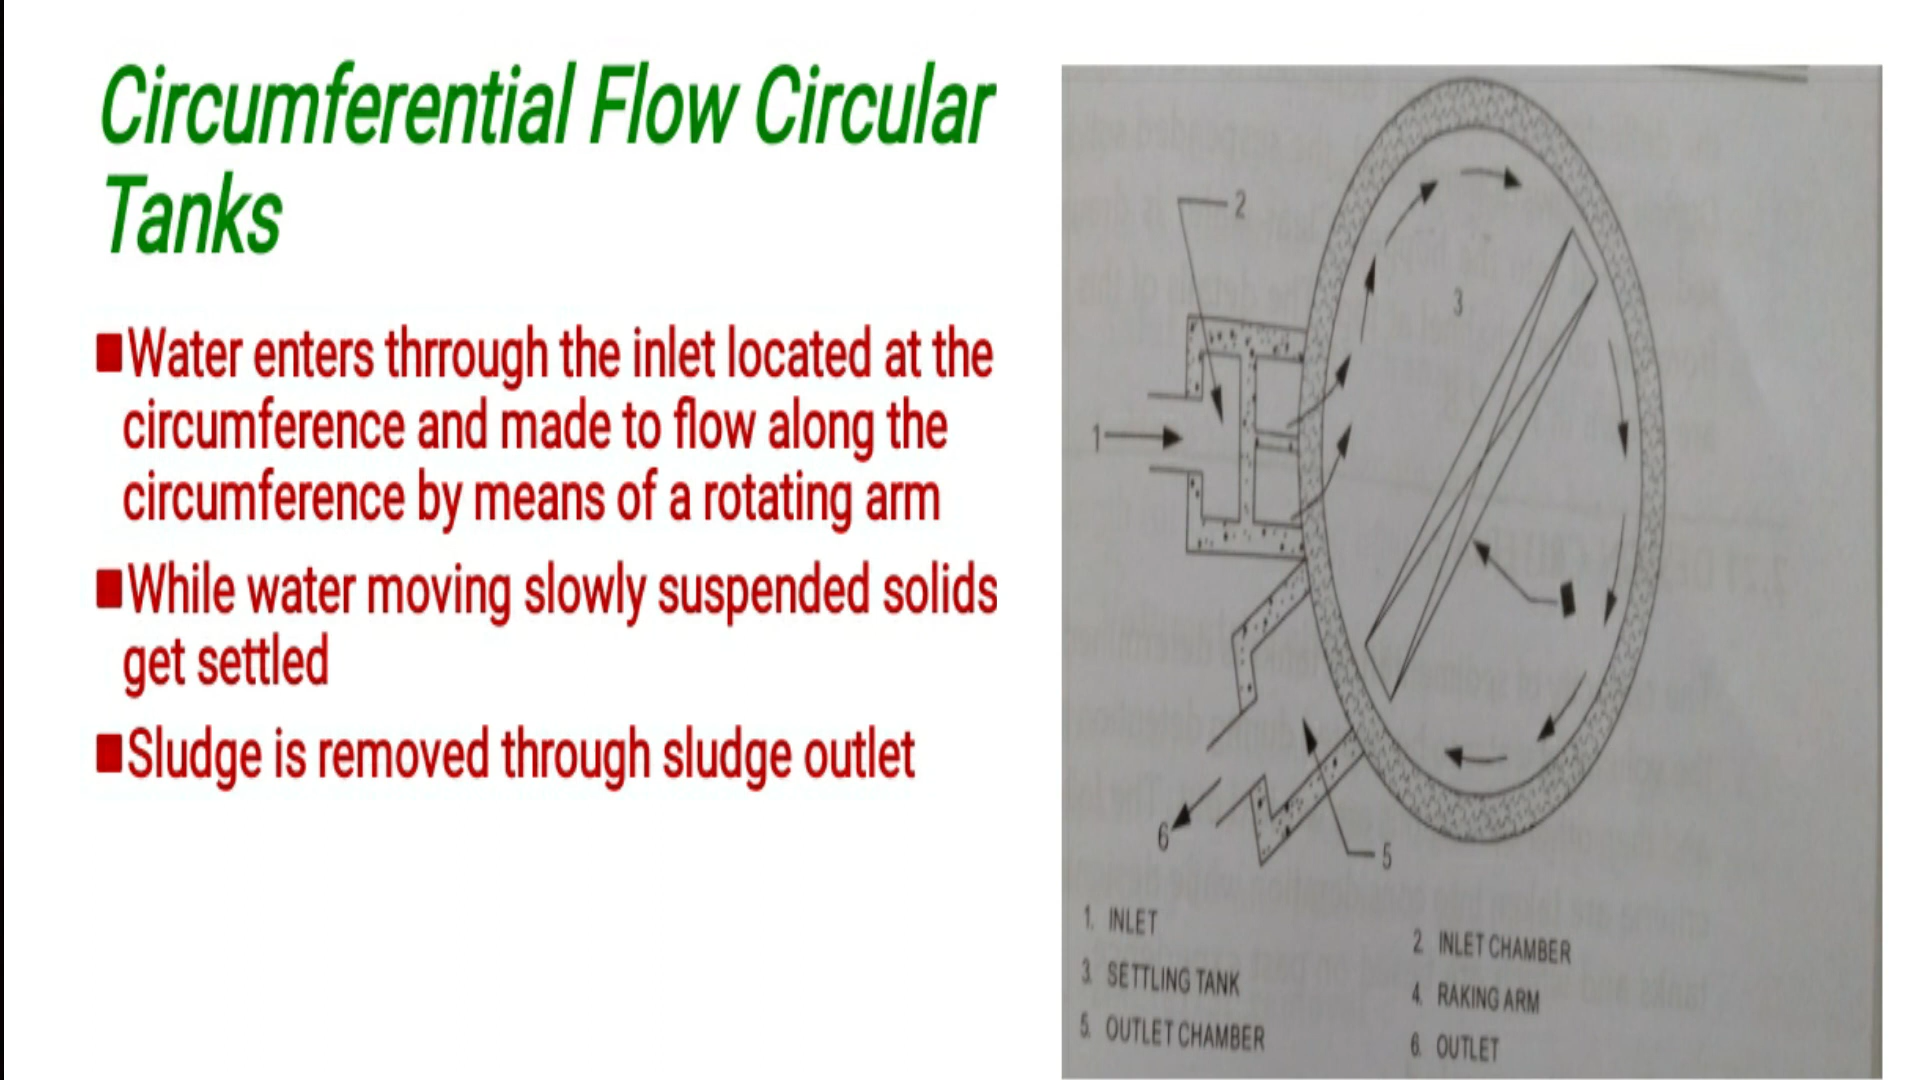 Circumferential Flow Circular
Tanks
Water enters thrrough the inlet located at the
circumference and made to flow along the
circumference by means of a rotating arm
While water moving slowly suspended solids
get settled
Sludge is removed through sludge outlet
2
3
1
6
5
1. INLET
2 INLET CHAMBER
3. SETTLING TANK
4. RAKING ARM
5. OUTLET CHAMBER
6. OUTLET